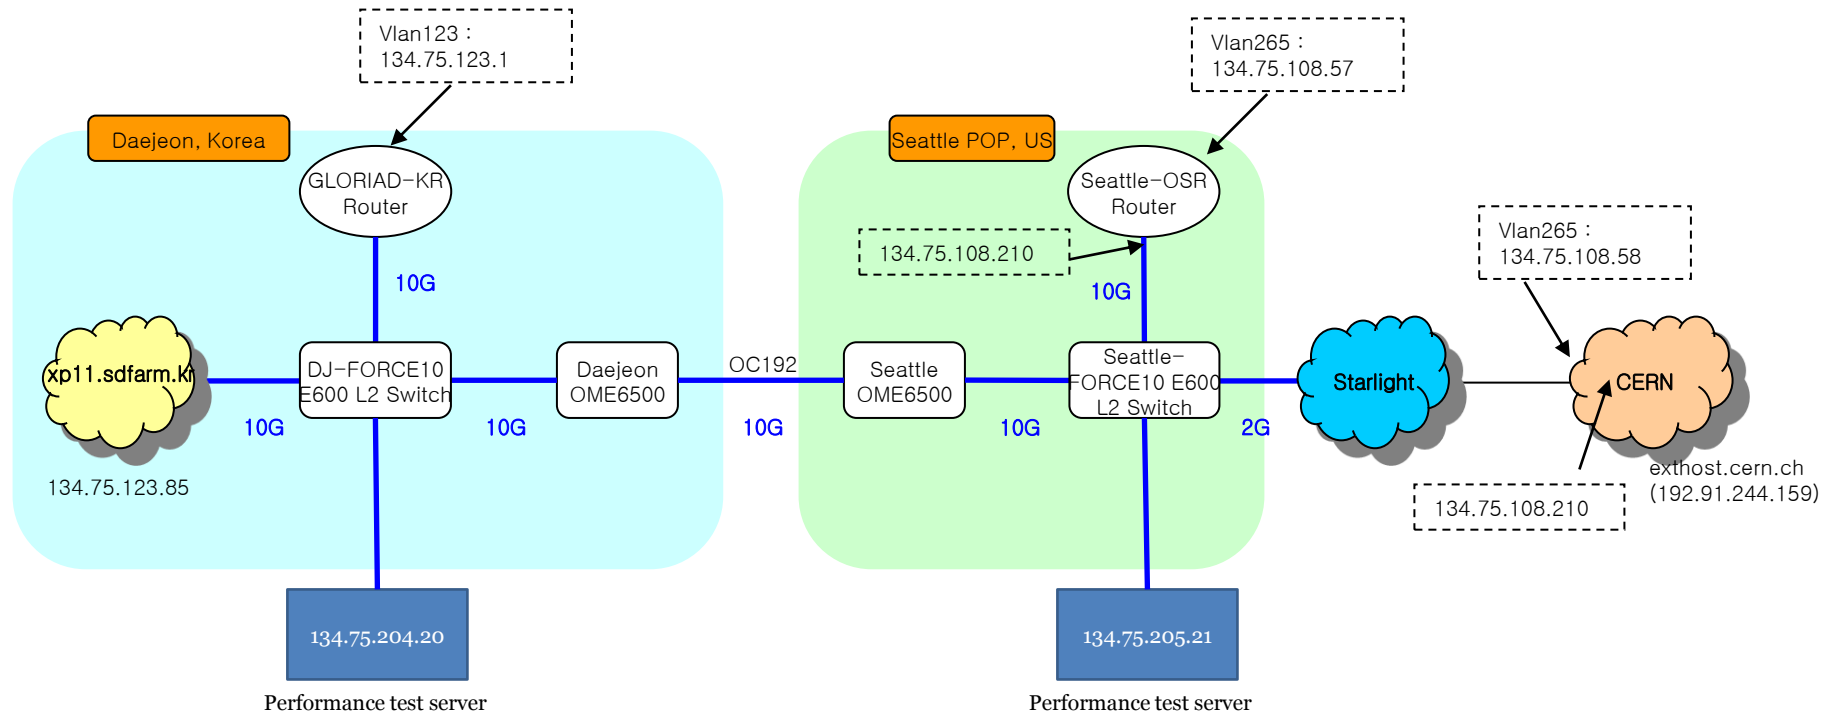 Vlan123 :
134.75.123.1
Vlan265 :
134.75.108.57
Daejeon, Korea
Seattle POP, US
GLORIAD-KR
Router
Seattle-OSR
Router
Vlan265 :
134.75.108.58
134.75.108.210
10G
10G
xp11.sdfarm.kr
DJ-FORCE10
E600 L2 Switch
Daejeon
OME6500
OC192
Seattle
OME6500
Seattle-
FORCE10 E600
L2 Switch
Starlight
CERN
10G
10G
10G
10G
2G
134.75.123.85
exthost.cern.ch
(192.91.244.159)
134.75.108.210
134.75.204.20
134.75.205.21
Performance test server
Performance test server